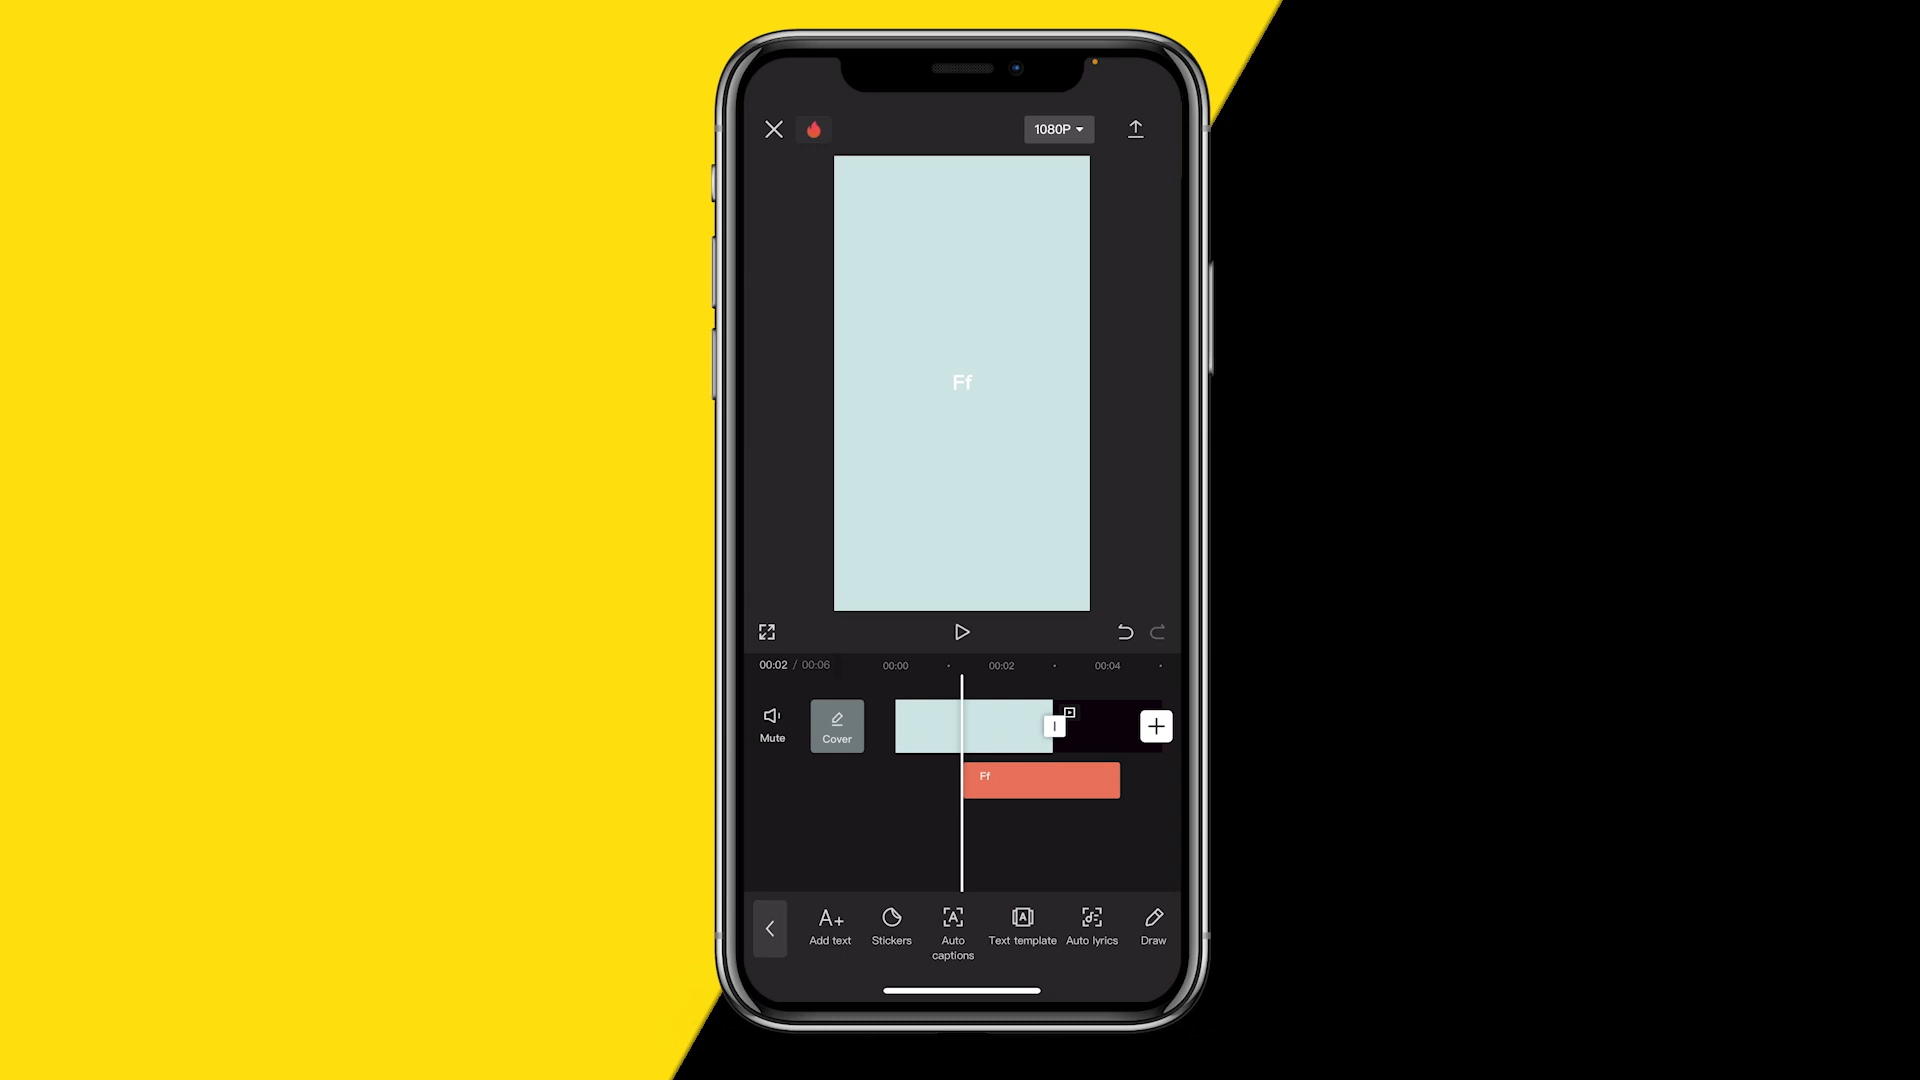 1080P
Ff
00:02 / 00:06
00:00
00:02
00:04
Mute
Cover
Ff
A+
Add text
Stickers
Auto captions
Text template
Auto lyrics
Draw